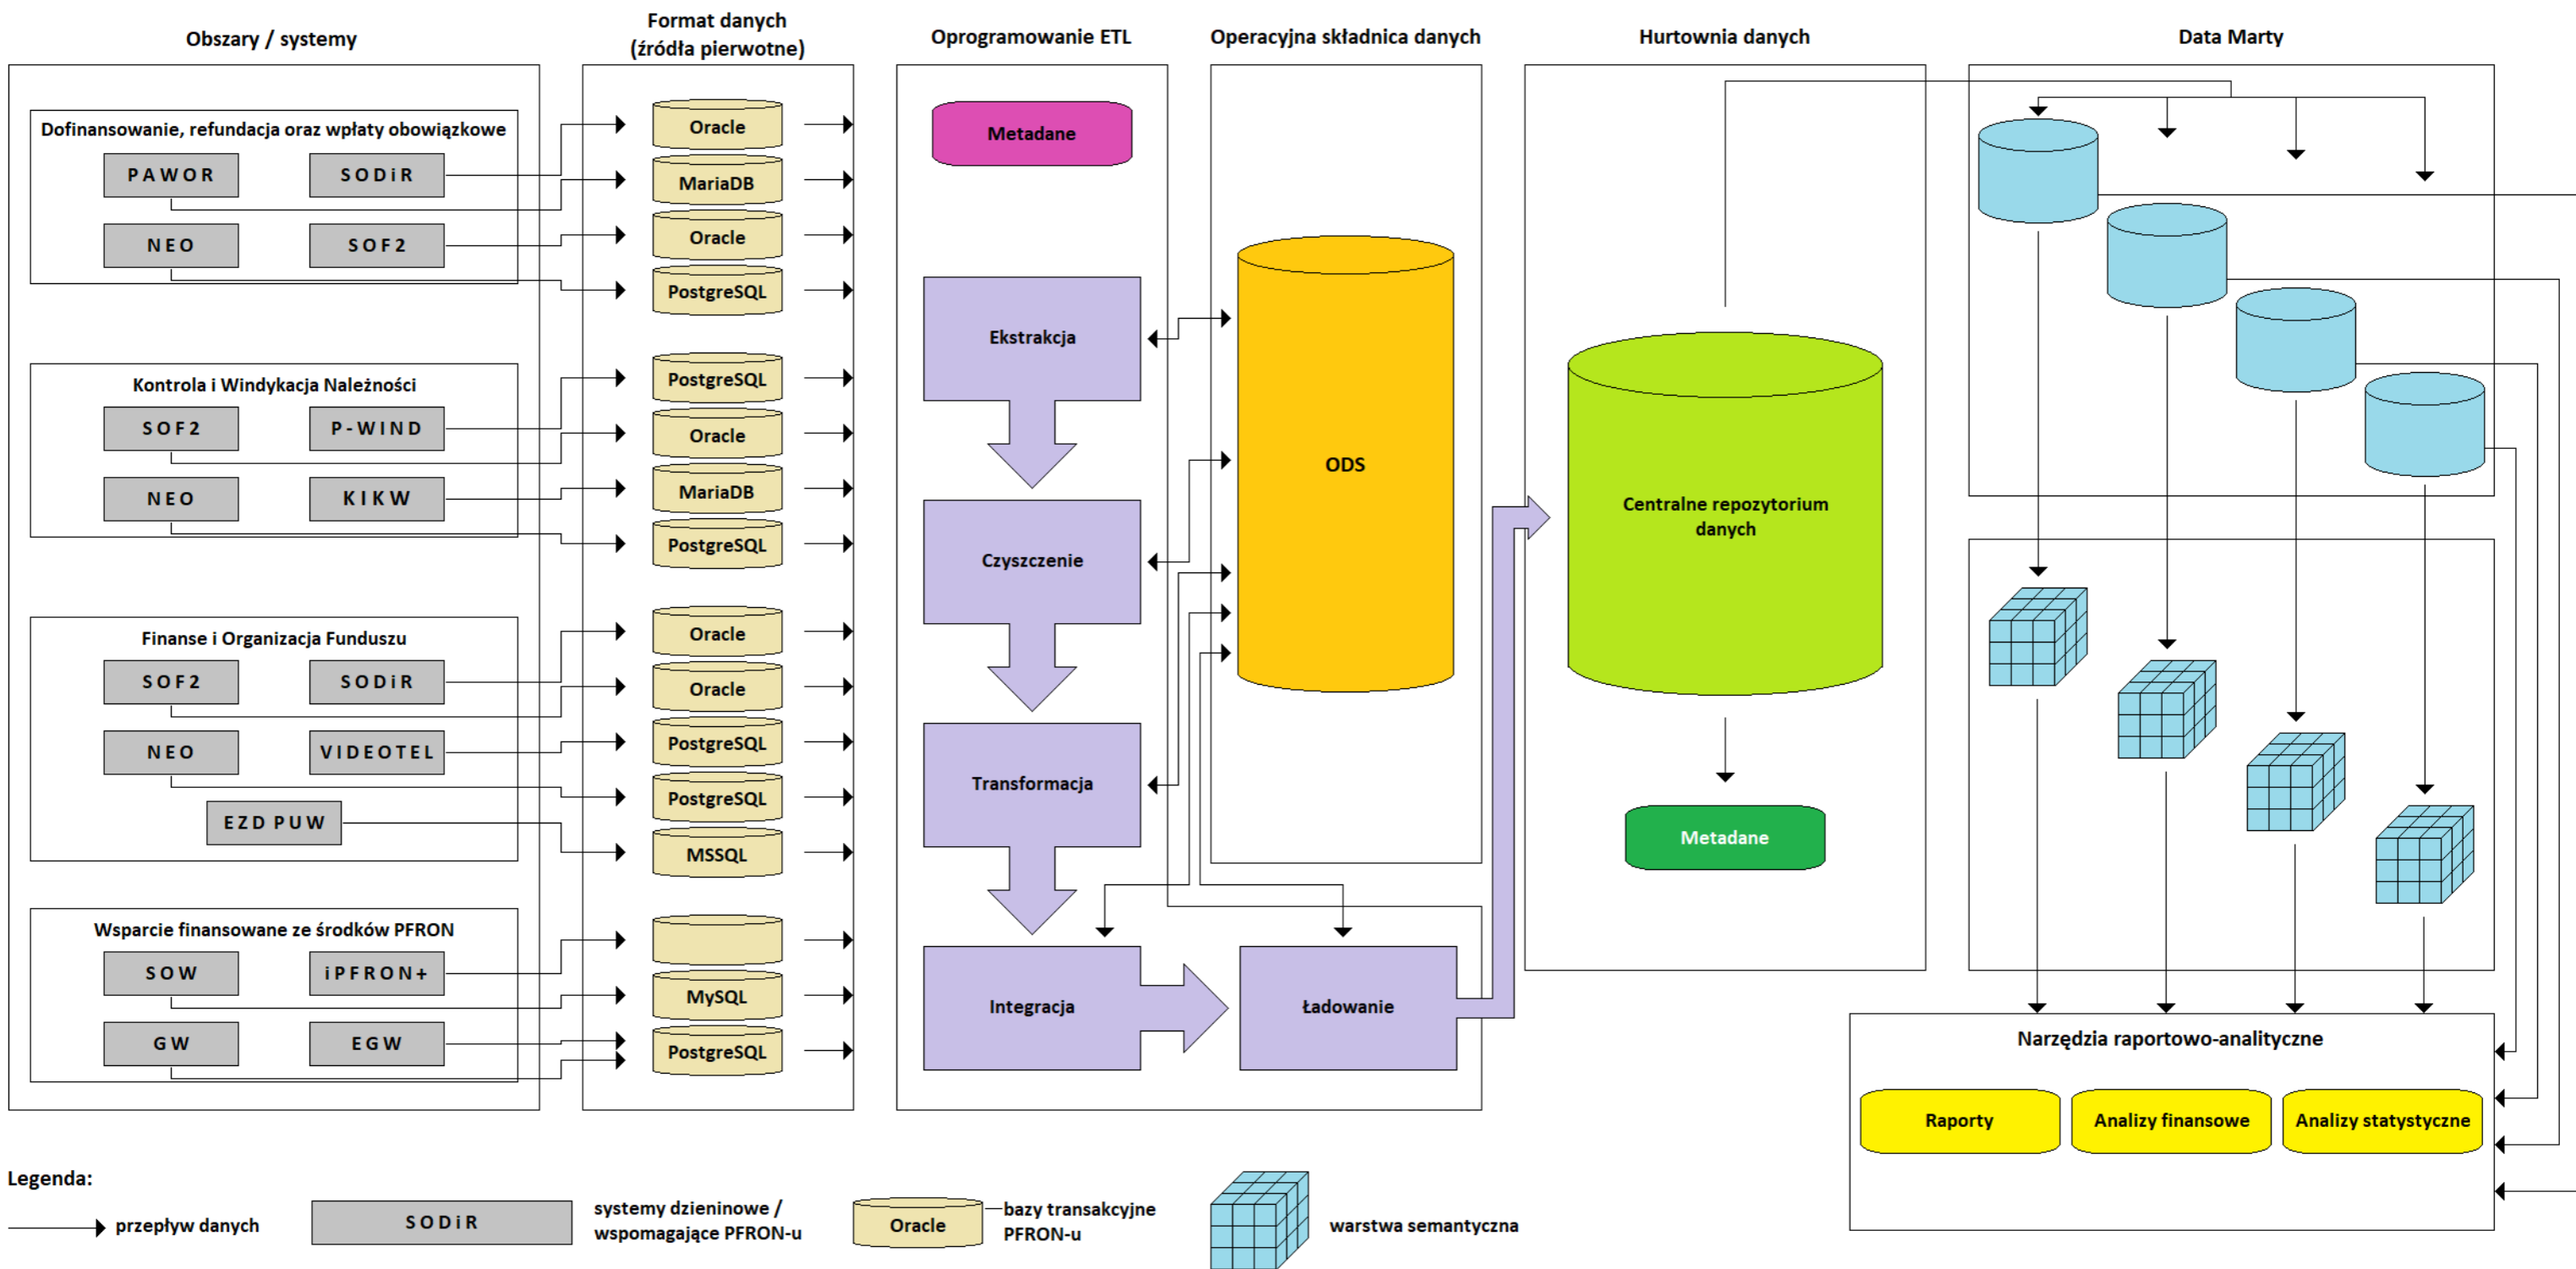 Obszary / systemy
Format danych
(źródła pierwotne)
Oprogramowanie ETL
Operacyjna składnica danych
Hurtownia danych
Data Marty
Dofinansowanie, refundacja oraz wpłaty obowiązkowe
PAWOR
SODiR
NEO
SOF2
Kontrola i Windykacja Należności
SOF2
P-WIND
NEO
KIKW
Finanse i Organizacja Funduszu
SOF2
SODiR
NEO
VIDEOTEL
EZD PUW
Wsparcie finansowane ze środków PFRON
SOW
iPFRON+
GW
EGW
Oracle
MariaDB
Oracle
PostgreSQL
PostgreSQL
Oracle
MariaDB
PostgreSQL
Oracle
Oracle
PostgreSQL
PostgreSQL
MSSQL
MySQL
PostgreSQL
Metadane
Ekstrakcja
Czyszczenie
Transformacja
Integracja
Ładowanie
ODS
Centralne repozytorium
danych
Metadane
Narzędzia raportowo-analityczne
Raporty
Analizy finansowe
Analizy statystyczne
Legenda:
przepływ danych
SODiR
systemy dzieninowe /
wspomagające PFRON-u
Oracle
bazy transakcyjne
PFRON-u
warstwa semantyczna